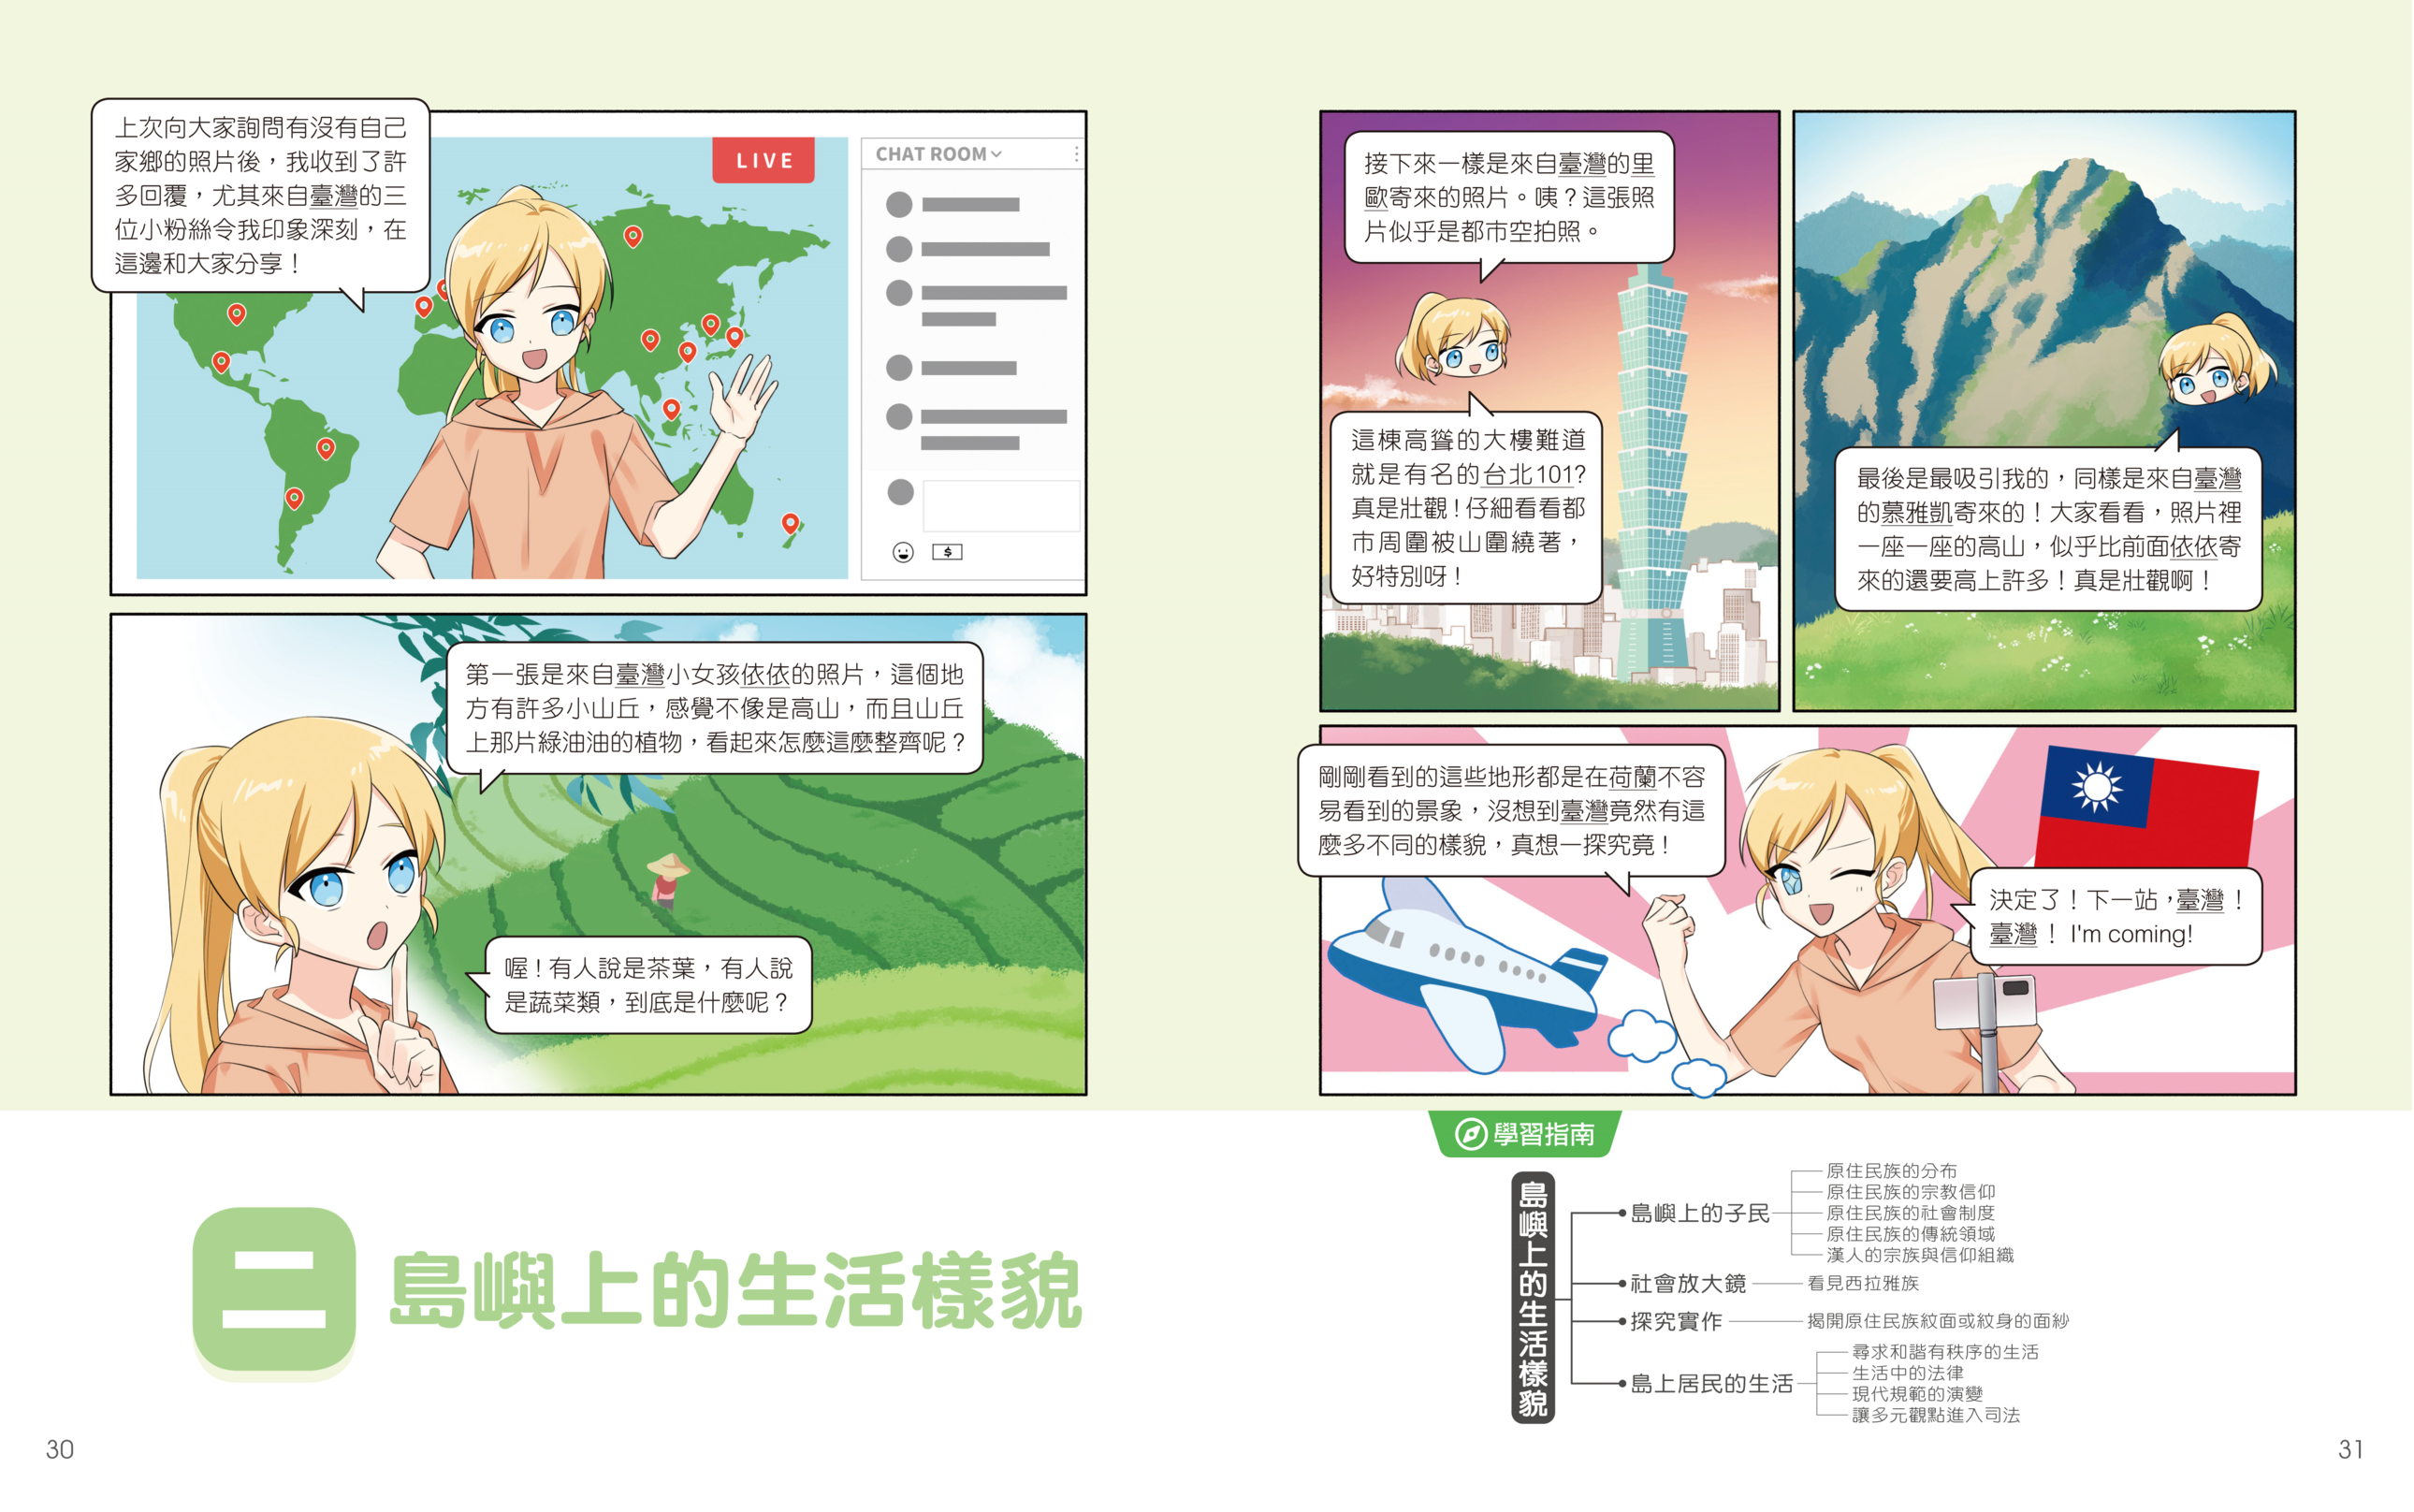 上次向大家詢問有沒有自己
家鄉的照片後，我收到了許
多回覆，尤其來自臺灣的三
位小粉絲令我印象深刻，在
這邊和大家分享！
LIVE
CHAT ROOM
$
第一張是來自臺灣小女孩依依的照片，這個地
方有許多小山丘，感覺不像是高山，而且山丘
上那片綠油油的植物，看起來怎麼這麼整齊呢？
喔！有人說是茶葉，有人說
是蔬菜類，到底是什麼呢？
接下來一樣是來自臺灣的里
歐寄來的照片。咦？這張照
片似乎是都市空拍照。
這棟高聳的大樓難道
就是有名的台北101?
真是壯觀！仔細看看都
市周圍被山圍繞著，
好特別呀！
最後是最吸引我的，同樣是來自臺灣
的慕雅凱寄來的！大家看看，照片裡
一座一座的高山，似乎比前面依依寄
來的還要高上許多！真是壯觀啊！
剛剛看到的這些地形都是在荷蘭不容
易看到的景象，沒想到臺灣竟然有這
麼多不同的樣貌，真想一探究竟！
決定了！下一站，臺灣！
臺灣！ I'm coming!
二 島嶼上的生活樣貌
學習指南
島嶼上的生活樣貌
島嶼上的子民
原住民族的分布
原住民族的宗教信仰
原住民族的社會制度
原住民族的傳統領域
漢人的宗族與信仰組織
社會放大鏡
看見西拉雅族
探究實作
揭開原住民族紋面或紋身的面紗
島上居民的生活
尋求和諧有秩序的生活
生活中的法律
現代規範的演變
讓多元觀點進入司法
30
31